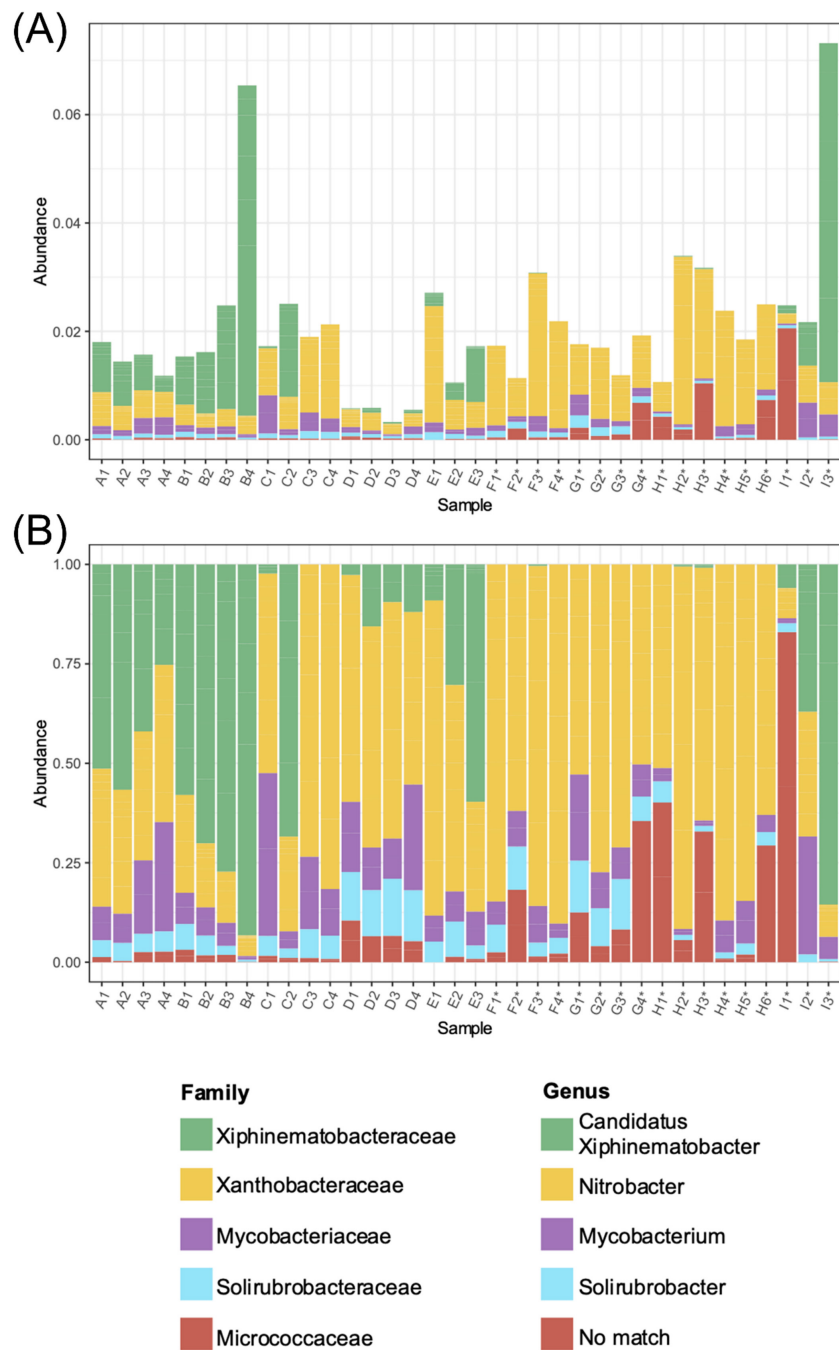 (A)
0.06
0.04
0.02
0.00
Abundance
A1 A2 A3 A4 B1 B2 B3 B4 C1 C2 C3 C4 D1 D2 D3 D4 E1 E2 E3 F1* F2* F3* F4* G1* G2* G3* G4* H1* H2* H3* H4* H5* H6* I1* I2* I3*
Sample
(B)
1.00
0.75
0.50
0.25
0.00
Abundance
A1 A2 A3 A4 B1 B2 B3 B4 C1 C2 C3 C4 D1 D2 D3 D4 E1 E2 E3 F1* F2* F3* F4* G1* G2* G3* G4* H1* H2* H3* H4* H5* H6* I1* I2* I3*
Sample
Family
Xiphinematobacteraceae
Xanthobacteraceae
Mycobacteriaceae
Solirubrobacteraceae
Micrococcaceae
Genus
Candidatus
Xiphinematobacter
Nitrobacter
Mycobacterium
Solirubrobacter
No match